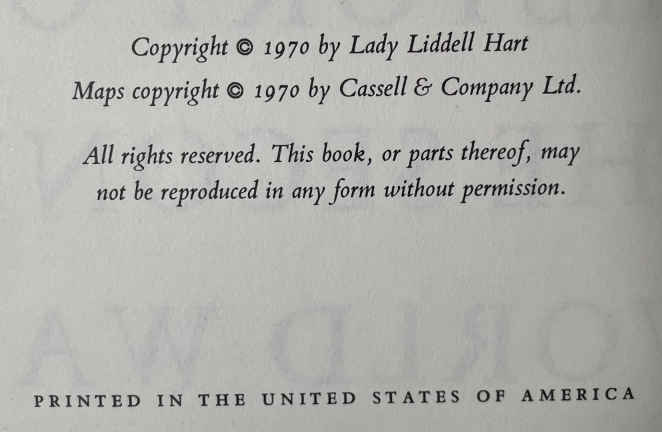 Copyright © 1970 by Lady Liddell Hart
Maps copyright © 1970 by Cassell & Company Ltd.
All rights reserved. This book, or parts thereof, may
not be reproduced in any form without permission.
PRINTED IN THE UNITED STATES OF AMERICA